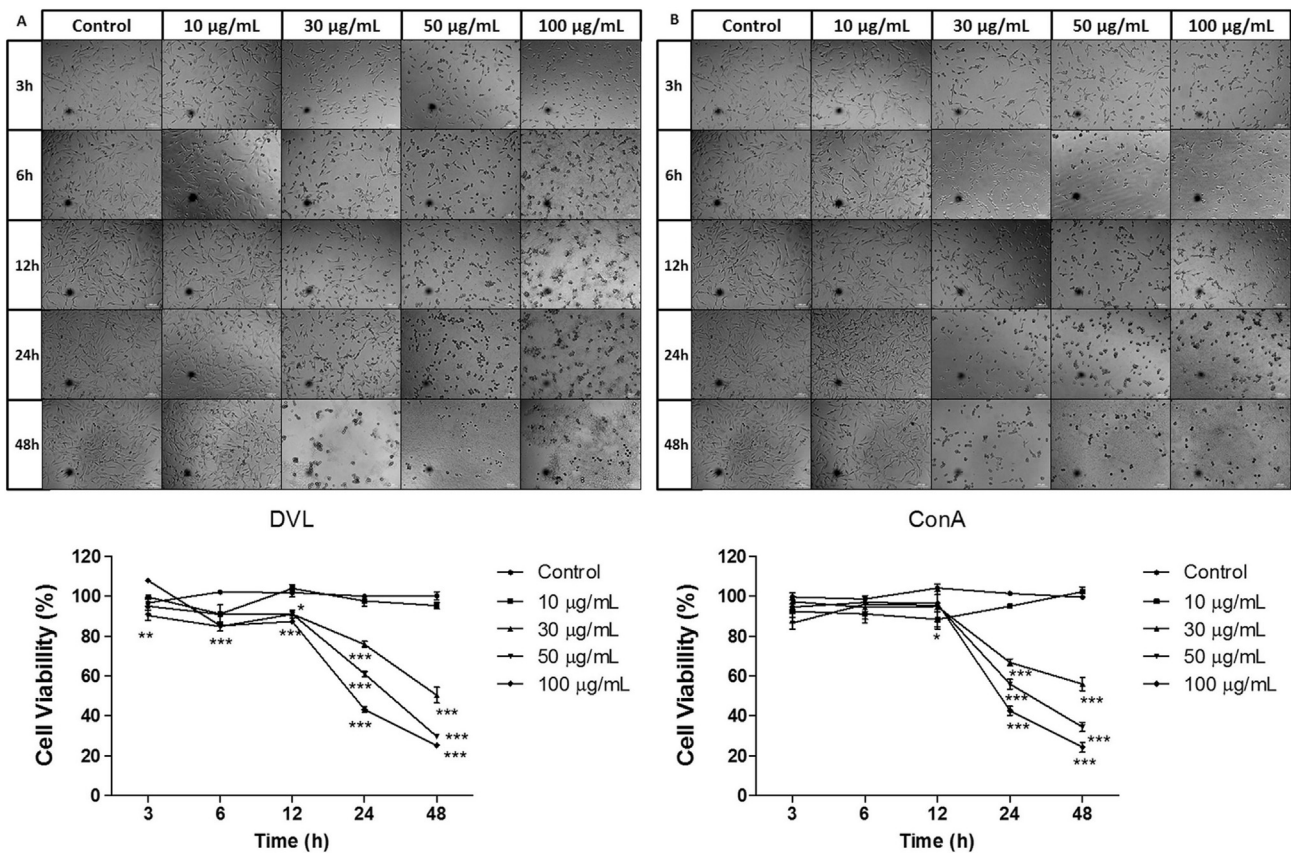 A Control 10 µg/mL 30 µg/mL 50 µg/mL 100 µg/mL
3h
6h
12h
24h
48h
B Control 10 µg/mL 30 µg/mL 50 µg/mL 100 µg/mL
3h
6h
12h
24h
48h
DVL
Cell Viabillity (%)
120
100
80
60
40
20
0
** *** * *** *** *** *** *** *** ***
3 6 12 24 48
Time (h)
Control
10 µg/mL
30 µg/mL
50 µg/mL
100 µg/mL
ConA
Cell Viabillity (%)
120
100
80
60
40
20
0
* *** *** *** *** *** ***
3 6 12 24 48
Time (h)
Control
10 µg/mL
30 µg/mL
50 µg/mL
100 µg/mL